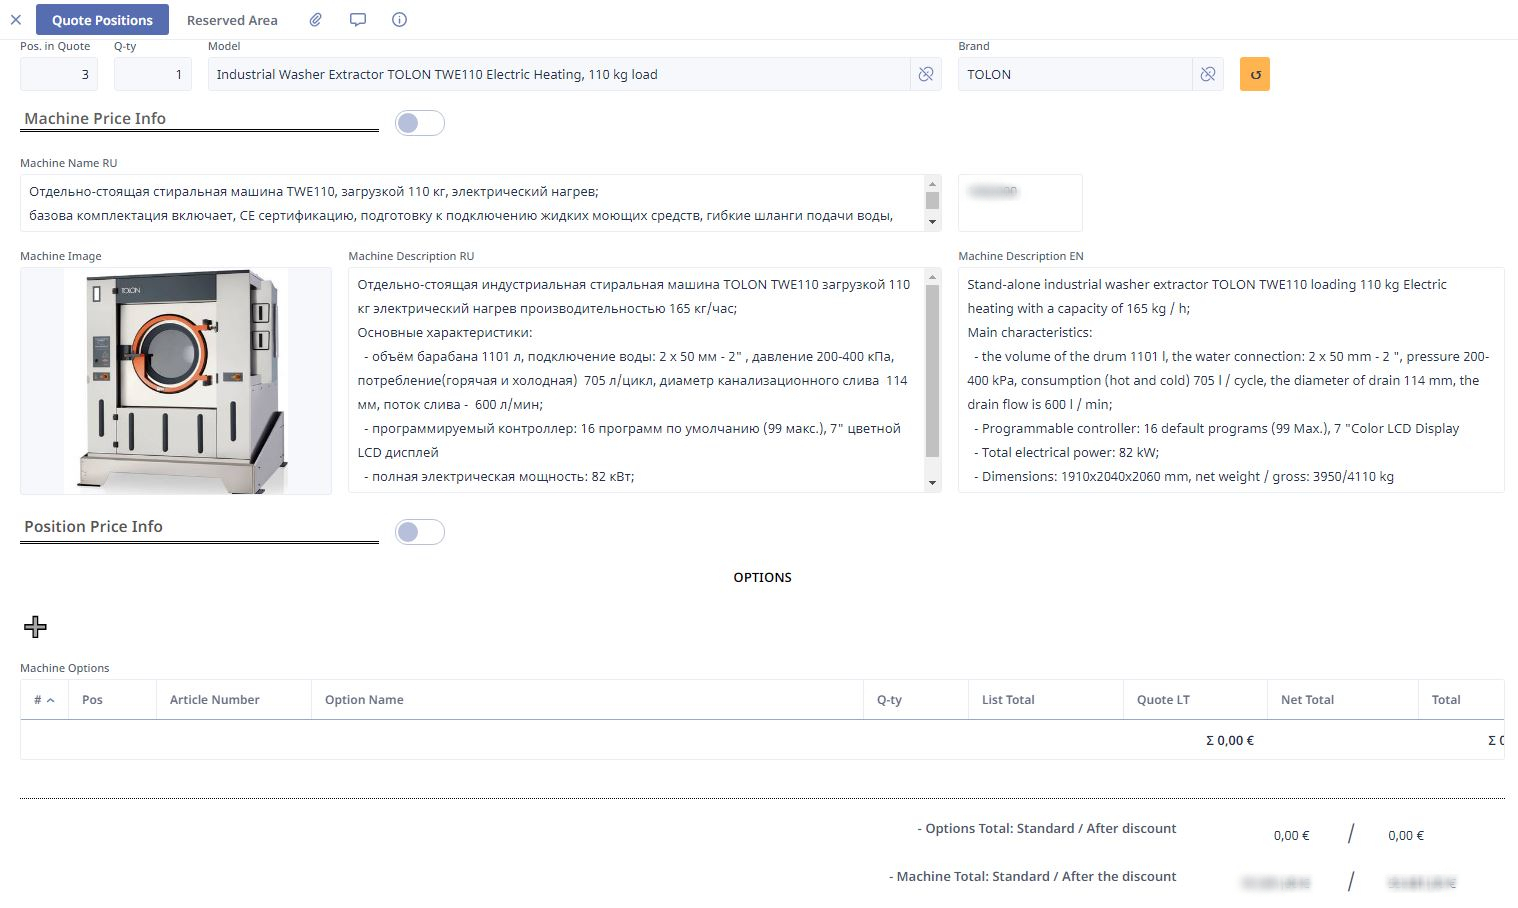 Quote Positions Reserved Area
Pos. in Quote Q-ty Model Brand
3 1 Industrial Washer Extractor TOLON TWE110 Electric Heating, 110 kg load TOLON
Machine Price Info
Machine Name RU
Отдельно-стоящая стиральная машина TWE110, загрузкой 110 кг, электрический нагрев;
базова комплектация включает, CE сертификацию, подготовку к подключению жидких моющих средств, гибкие шланги подачи воды,
Machine Image
TOLON
Machine Description RU
Отдельно-стоящая индустриальная стиральная машина TOLON TWE110 загрузкой 110
кг электрический нагрев производительностью 165 кг/час;
Основные характеристики:
- объём барабана 1101 л, подключение воды: 2 x 50 мм - 2" , давление 200-400 кПа,
потребление(горячая и холодная) 705 л/цикл, диаметр канализационного слива 114
мм, поток слива - 600 л/мин;
- программируемый контроллер: 16 программ по умолчанию (99 макс.), 7" цветной
LCD дисплей
- полная электрическая мощность: 82 кВт;
Machine Description EN
Stand-alone industrial washer extractor TOLON TWE110 loading 110 kg Electric
heating with a capacity of 165 kg / h;
Main characteristics:
- the volume of the drum 1101 l, the water connection: 2 x 50 mm - 2 ", pressure 200-
400 kPa, consumption (hot and cold) 705 l / cycle, the diameter of drain 114 mm, the
drain flow is 600 l / min;
- Programmable controller: 16 default programs (99 Max.), 7 "Color LCD Display
- Total electrical power: 82 kW;
- Dimensions: 1910x2040x2060 mm, net weight / gross: 3950/4110 kg
Position Price Info
OPTIONS
Machine Options
# Pos Article Number Option Name Q-ty List Total Quote LT Net Total Total
Σ 0,00 € Σ 0
- Options Total: Standard / After discount 0,00 € / 0,00 €
- Machine Total: Standard / After the discount /